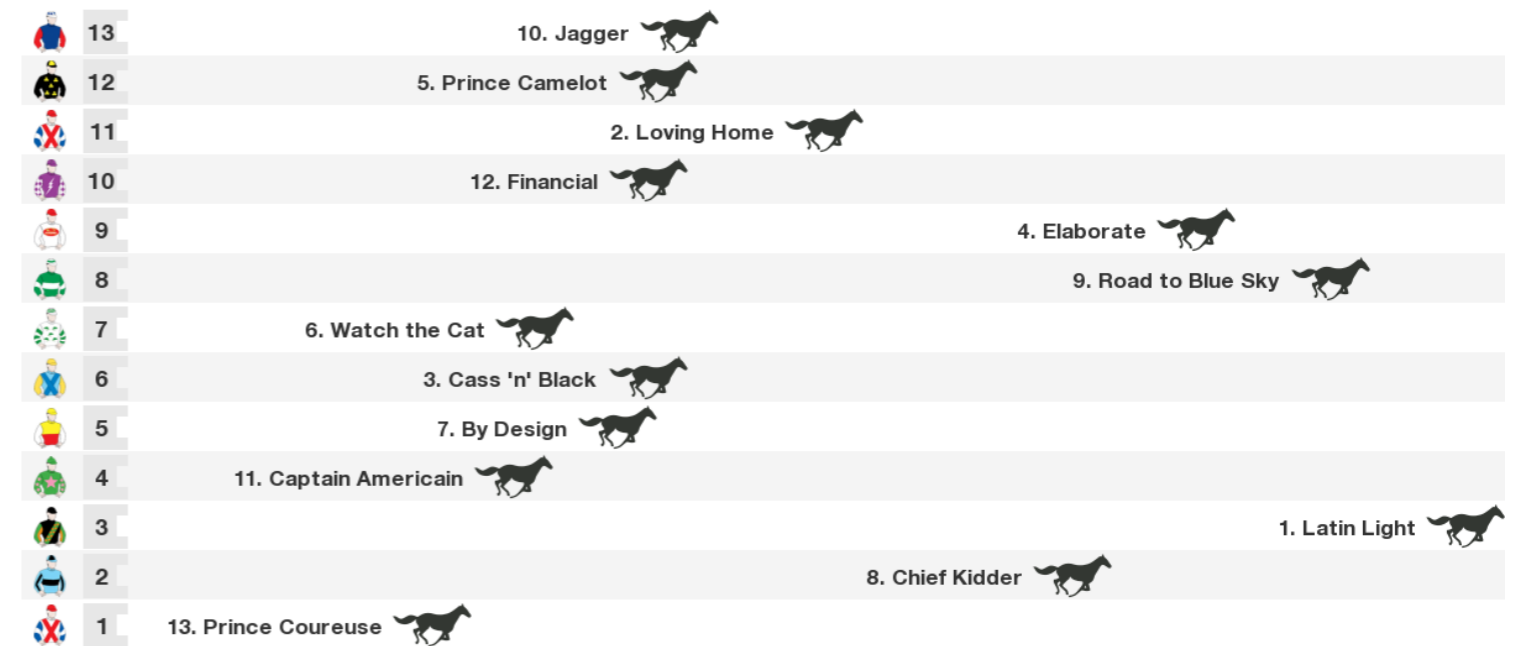 13 10. Jagger
12 5. Prince Camelot
11 2. Loving Home
10 12. Financial
9 4. Elaborate
8 9. Road to Blue Sky
7 6. Watch the Cat
6 3. Cass 'n' Black
5 7. By Design
4 11. Captain Americain
3 1. Latin Light
2 8. Chief Kidder
1 13. Prince Coureuse